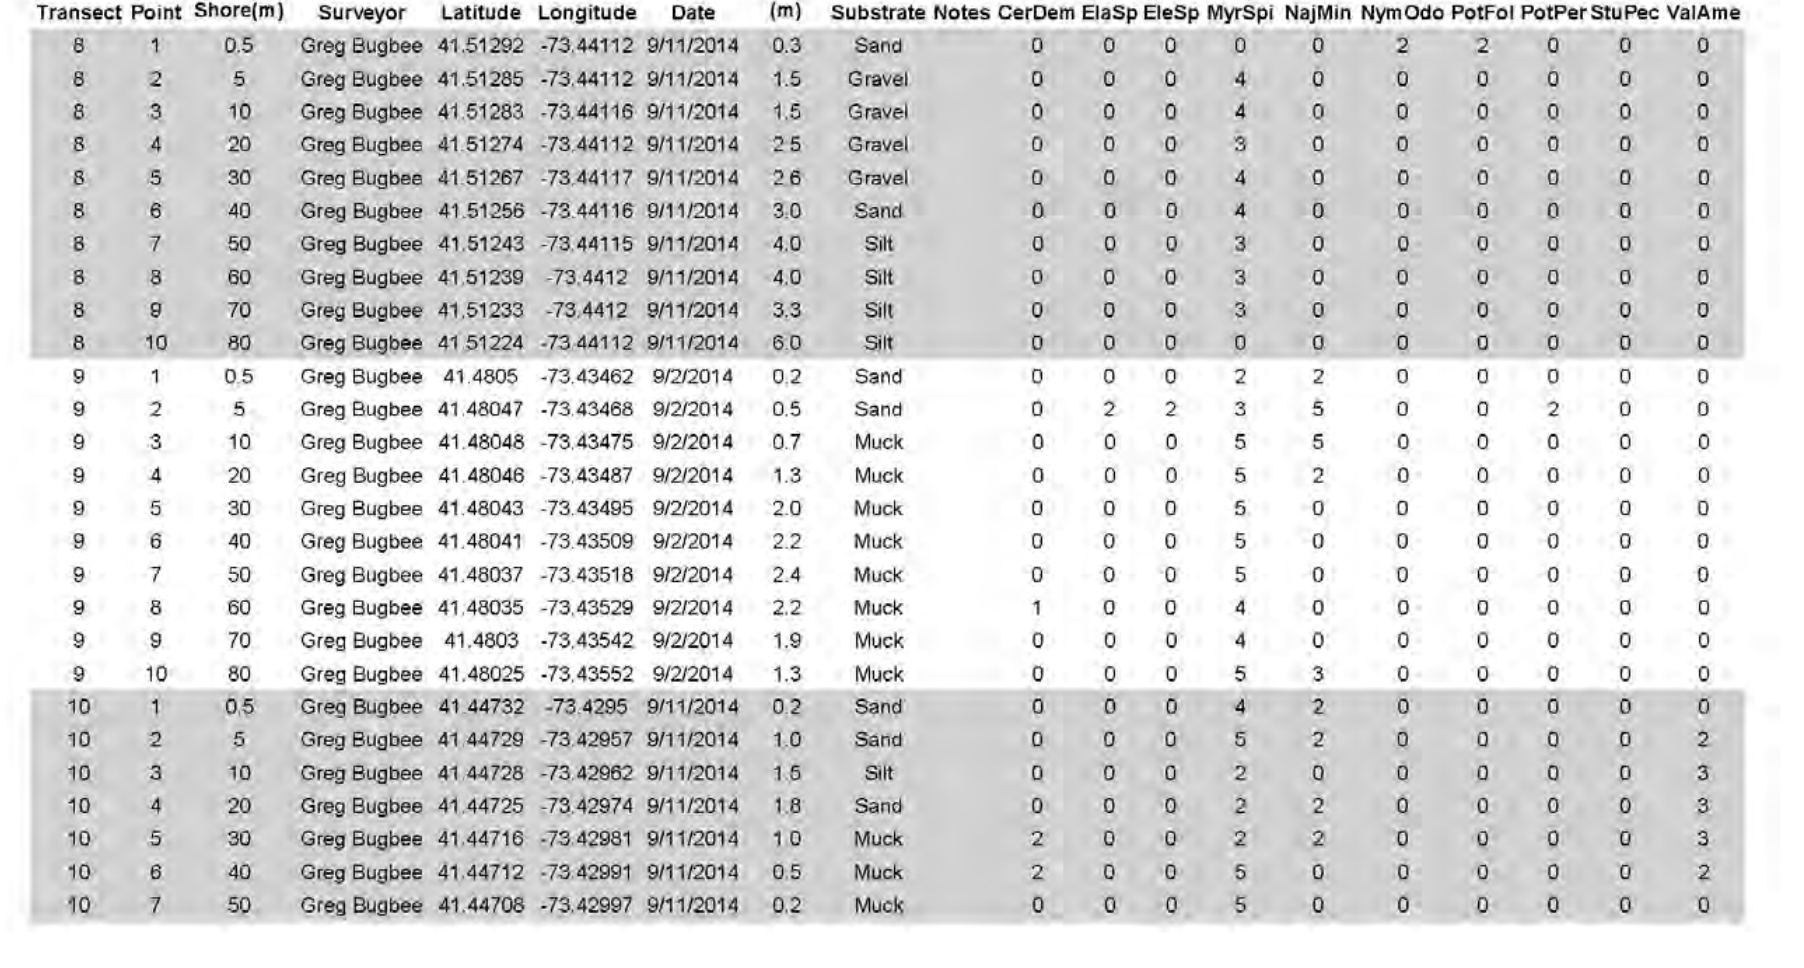 Transect Point Shore(m) Surveyor Latitude Longitude Date (m) Substrate Notes CerDem ElaSp EleSp MyrSpi NajMin NymOdo PotFol PotPer StuPec ValAme
8 1 0.5 Greg Bugbee 41.51292 -73.44112 9/11/2014 0.3 Sand 0 0 0 0 0 2 2 0 0 0
8 2 5 Greg Bugbee 41.51285 -73.44112 9/11/2014 1.5 Gravel 0 0 0 4 0 0 0 0 0 0
8 3 10 Greg Bugbee 41.51283 -73.44116 9/11/2014 1.5 Gravel 0 0 0 4 0 0 0 0 0 0
8 4 20 Greg Bugbee 41.51274 -73.44112 9/11/2014 2.5 Gravel 0 0 0 3 0 0 0 0 0 0
8 5 30 Greg Bugbee 41.51267 -73.44117 9/11/2014 2.6 Gravel 0 0 0 4 0 0 0 0 0 0
8 6 40 Greg Bugbee 41.51256 -73.44116 9/11/2014 3.0 Sand 0 0 0 4 0 0 0 0 0 0
8 7 50 Greg Bugbee 41.51243 -73.44115 9/11/2014 4.0 Silt 0 0 0 3 0 0 0 0 0 0
8 8 60 Greg Bugbee 41.51239 -73.4412 9/11/2014 4.0 Silt 0 0 0 3 0 0 0 0 0 0
8 9 70 Greg Bugbee 41.51233 -73.4412 9/11/2014 3.3 Silt 0 0 0 3 0 0 0 0 0 0
8 10 80 Greg Bugbee 41.51224 -73.44112 9/11/2014 6.0 Silt 0 0 0 0 0 0 0 0 0 0
9 1 0.5 Greg Bugbee 41.4805 -73.43462 9/2/2014 0.2 Sand 0 0 0 2 2 0 0 0 0 0
9 2 5 Greg Bugbee 41.48047 -73.43468 9/2/2014 0.5 Sand 0 2 2 3 5 0 0 2 0 0
9 3 10 Greg Bugbee 41.48048 -73.43475 9/2/2014 0.7 Muck 0 0 0 5 5 0 0 0 0 0
9 4 20 Greg Bugbee 41.48046 -73.43487 9/2/2014 1.3 Muck 0 0 0 5 2 0 0 0 0 0
9 5 30 Greg Bugbee 41.48043 -73.43495 9/2/2014 2.0 Muck 0 0 0 5 0 0 0 0 0 0
9 6 40 Greg Bugbee 41.48041 -73.43509 9/2/2014 2.2 Muck 0 0 0 5 0 0 0 0 0 0
9 7 50 Greg Bugbee 41.48037 -73.43518 9/2/2014 2.4 Muck 0 0 0 5 0 0 0 0 0 0
9 8 60 Greg Bugbee 41.48035 -73.43529 9/2/2014 2.2 Muck 1 0 0 4 0 0 0 0 0 0
9 9 70 Greg Bugbee 41.4803 -73.43542 9/2/2014 1.9 Muck 0 0 0 4 0 0 0 0 0 0
9 10 80 Greg Bugbee 41.48025 -73.43552 9/2/2014 1.3 Muck 0 0 0 5 3 0 0 0 0 0
10 1 0.5 Greg Bugbee 41.44732 -73.4295 9/11/2014 0.2 Sand 0 0 0 4 2 0 0 0 0 0
10 2 5 Greg Bugbee 41.44729 -73.42957 9/11/2014 1.0 Sand 0 0 0 5 2 0 0 0 0 2
10 3 10 Greg Bugbee 41.44728 -73.42962 9/11/2014 1.5 Silt 0 0 0 2 0 0 0 0 0 3
10 4 20 Greg Bugbee 41.44725 -73.42974 9/11/2014 1.8 Sand 0 0 0 2 2 0 0 0 0 3
10 5 30 Greg Bugbee 41.44716 -73.42981 9/11/2014 1.0 Muck 2 0 0 2 2 0 0 0 0 3
10 6 40 Greg Bugbee 41.44712 -73.42991 9/11/2014 0.5 Muck 2 0 0 5 0 0 0 0 0 2
10 7 50 Greg Bugbee 41.44708 -73.42997 9/11/2014 0.2 Muck 0 0 0 5 0 0 0 0 0 0